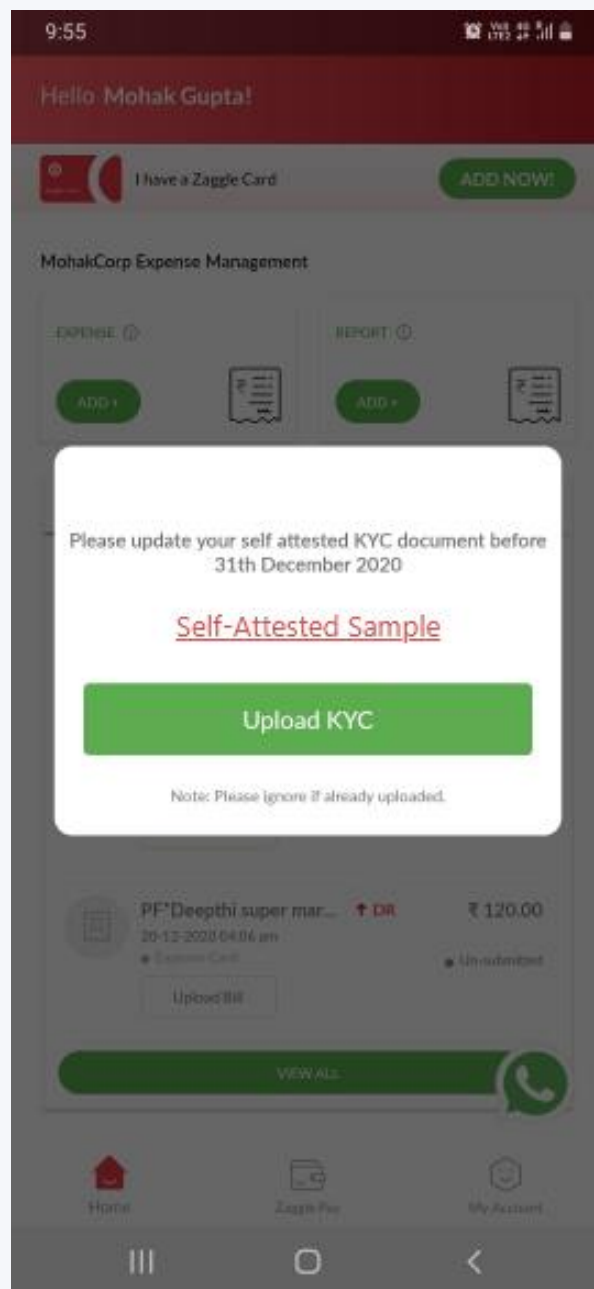 9:55
Hello Mohak Gupta!
I have a Zaggle Card
ADD NOW!
MohakCorp Expense Management
EXPENSE
REPORT
ADD +
ADD +
Please update your self attested KYC document before
31th December 2020
Self-Attested Sample
Upload KYC
Note: Please ignore if already uploaded.
PF*Deepthi super mar... DR ₹ 120.00
20-12-2020 04:06 am
Expense Card
Un-submitted
Upload Bill
VIEW ALL
Home
Zaggle Pay
My Account